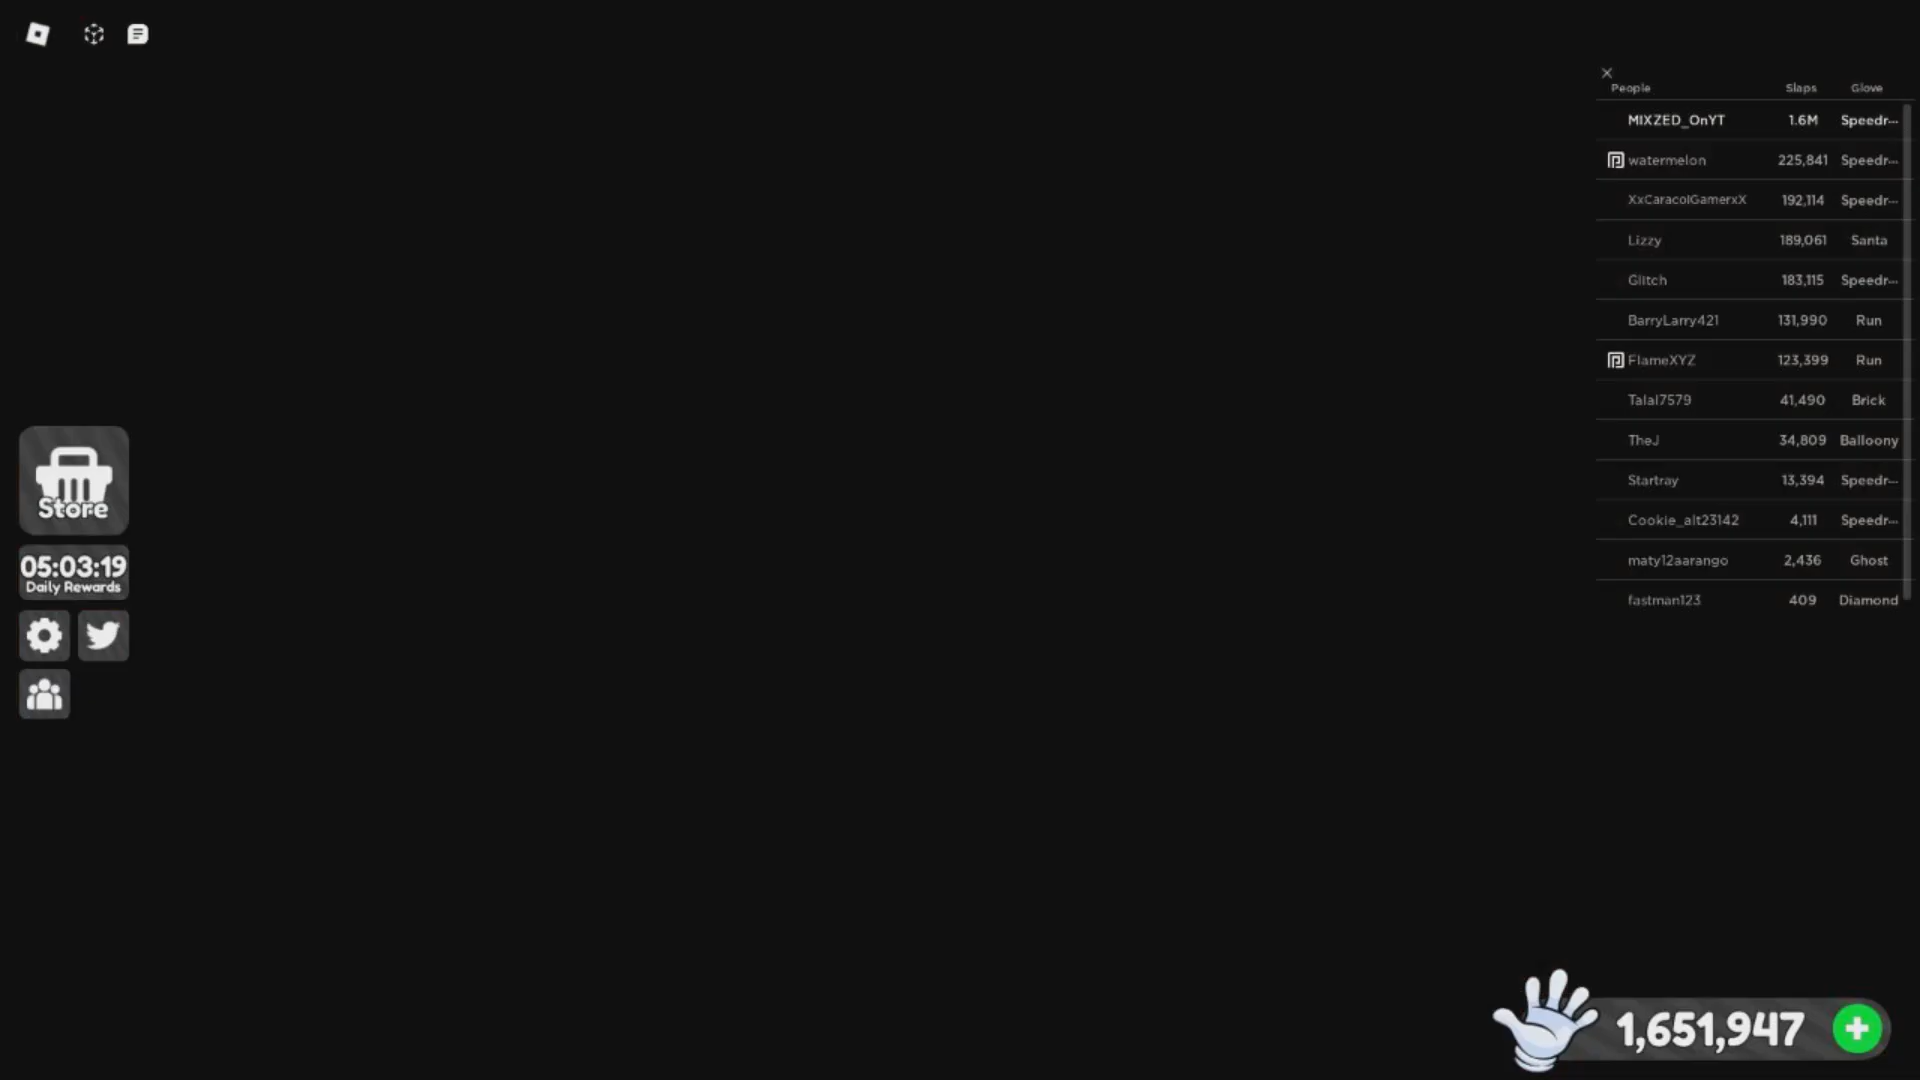 People Slaps Glove
MIXZED_OnYT 1.6M Speedr...
watermelon 225,841 Speedr...
XxCaracolGamerxX 192,114 Speedr...
Lizzy 189,061 Santa
Glitch 183,115 Speedr...
BarryLarry421 131,990 Run
FlameXYZ 123,399 Run
Talal7579 41,490 Brick
TheJ 34,809 Balloony
Startray 13,394 Speedr...
Cookie_alt23142 4,111 Speedr...
maty12aarango 2,436 Ghost
fastman123 409 Diamond
Store
05:03:19
Daily Rewards
1,651,947